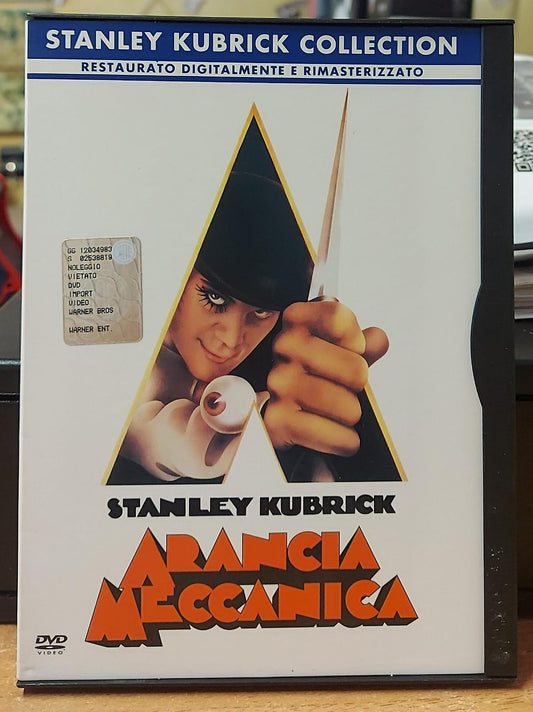 STANLEY KUBRICK COLLECTION
RESTAURATO DIGITALMENTE E RIMASTERIZZATO
GG 12034983
S 02538819
NOLEGGIO
VIETATO
DVD
IMPORT
VIDEO
WARNER BROS
WARNER ENT.
STANLEY KUBRICK
ARANCIA
MECCANICA
DVD
VIDEO